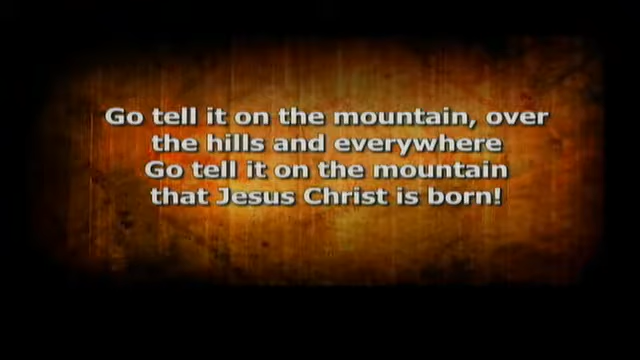 Go tell it on the mountain, over
the hills and everywhere
Go tell it on the mountain
that Jesus Christ is born!